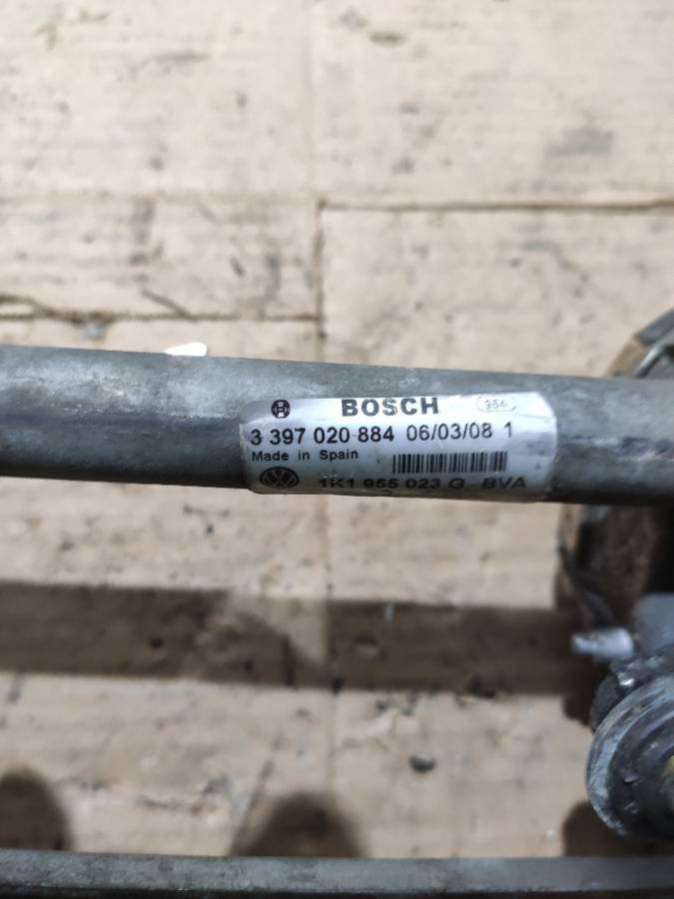 BOSCH
3 397 020 884 06/03/08 1
Made in Spain
1K1 955 023 G BVA